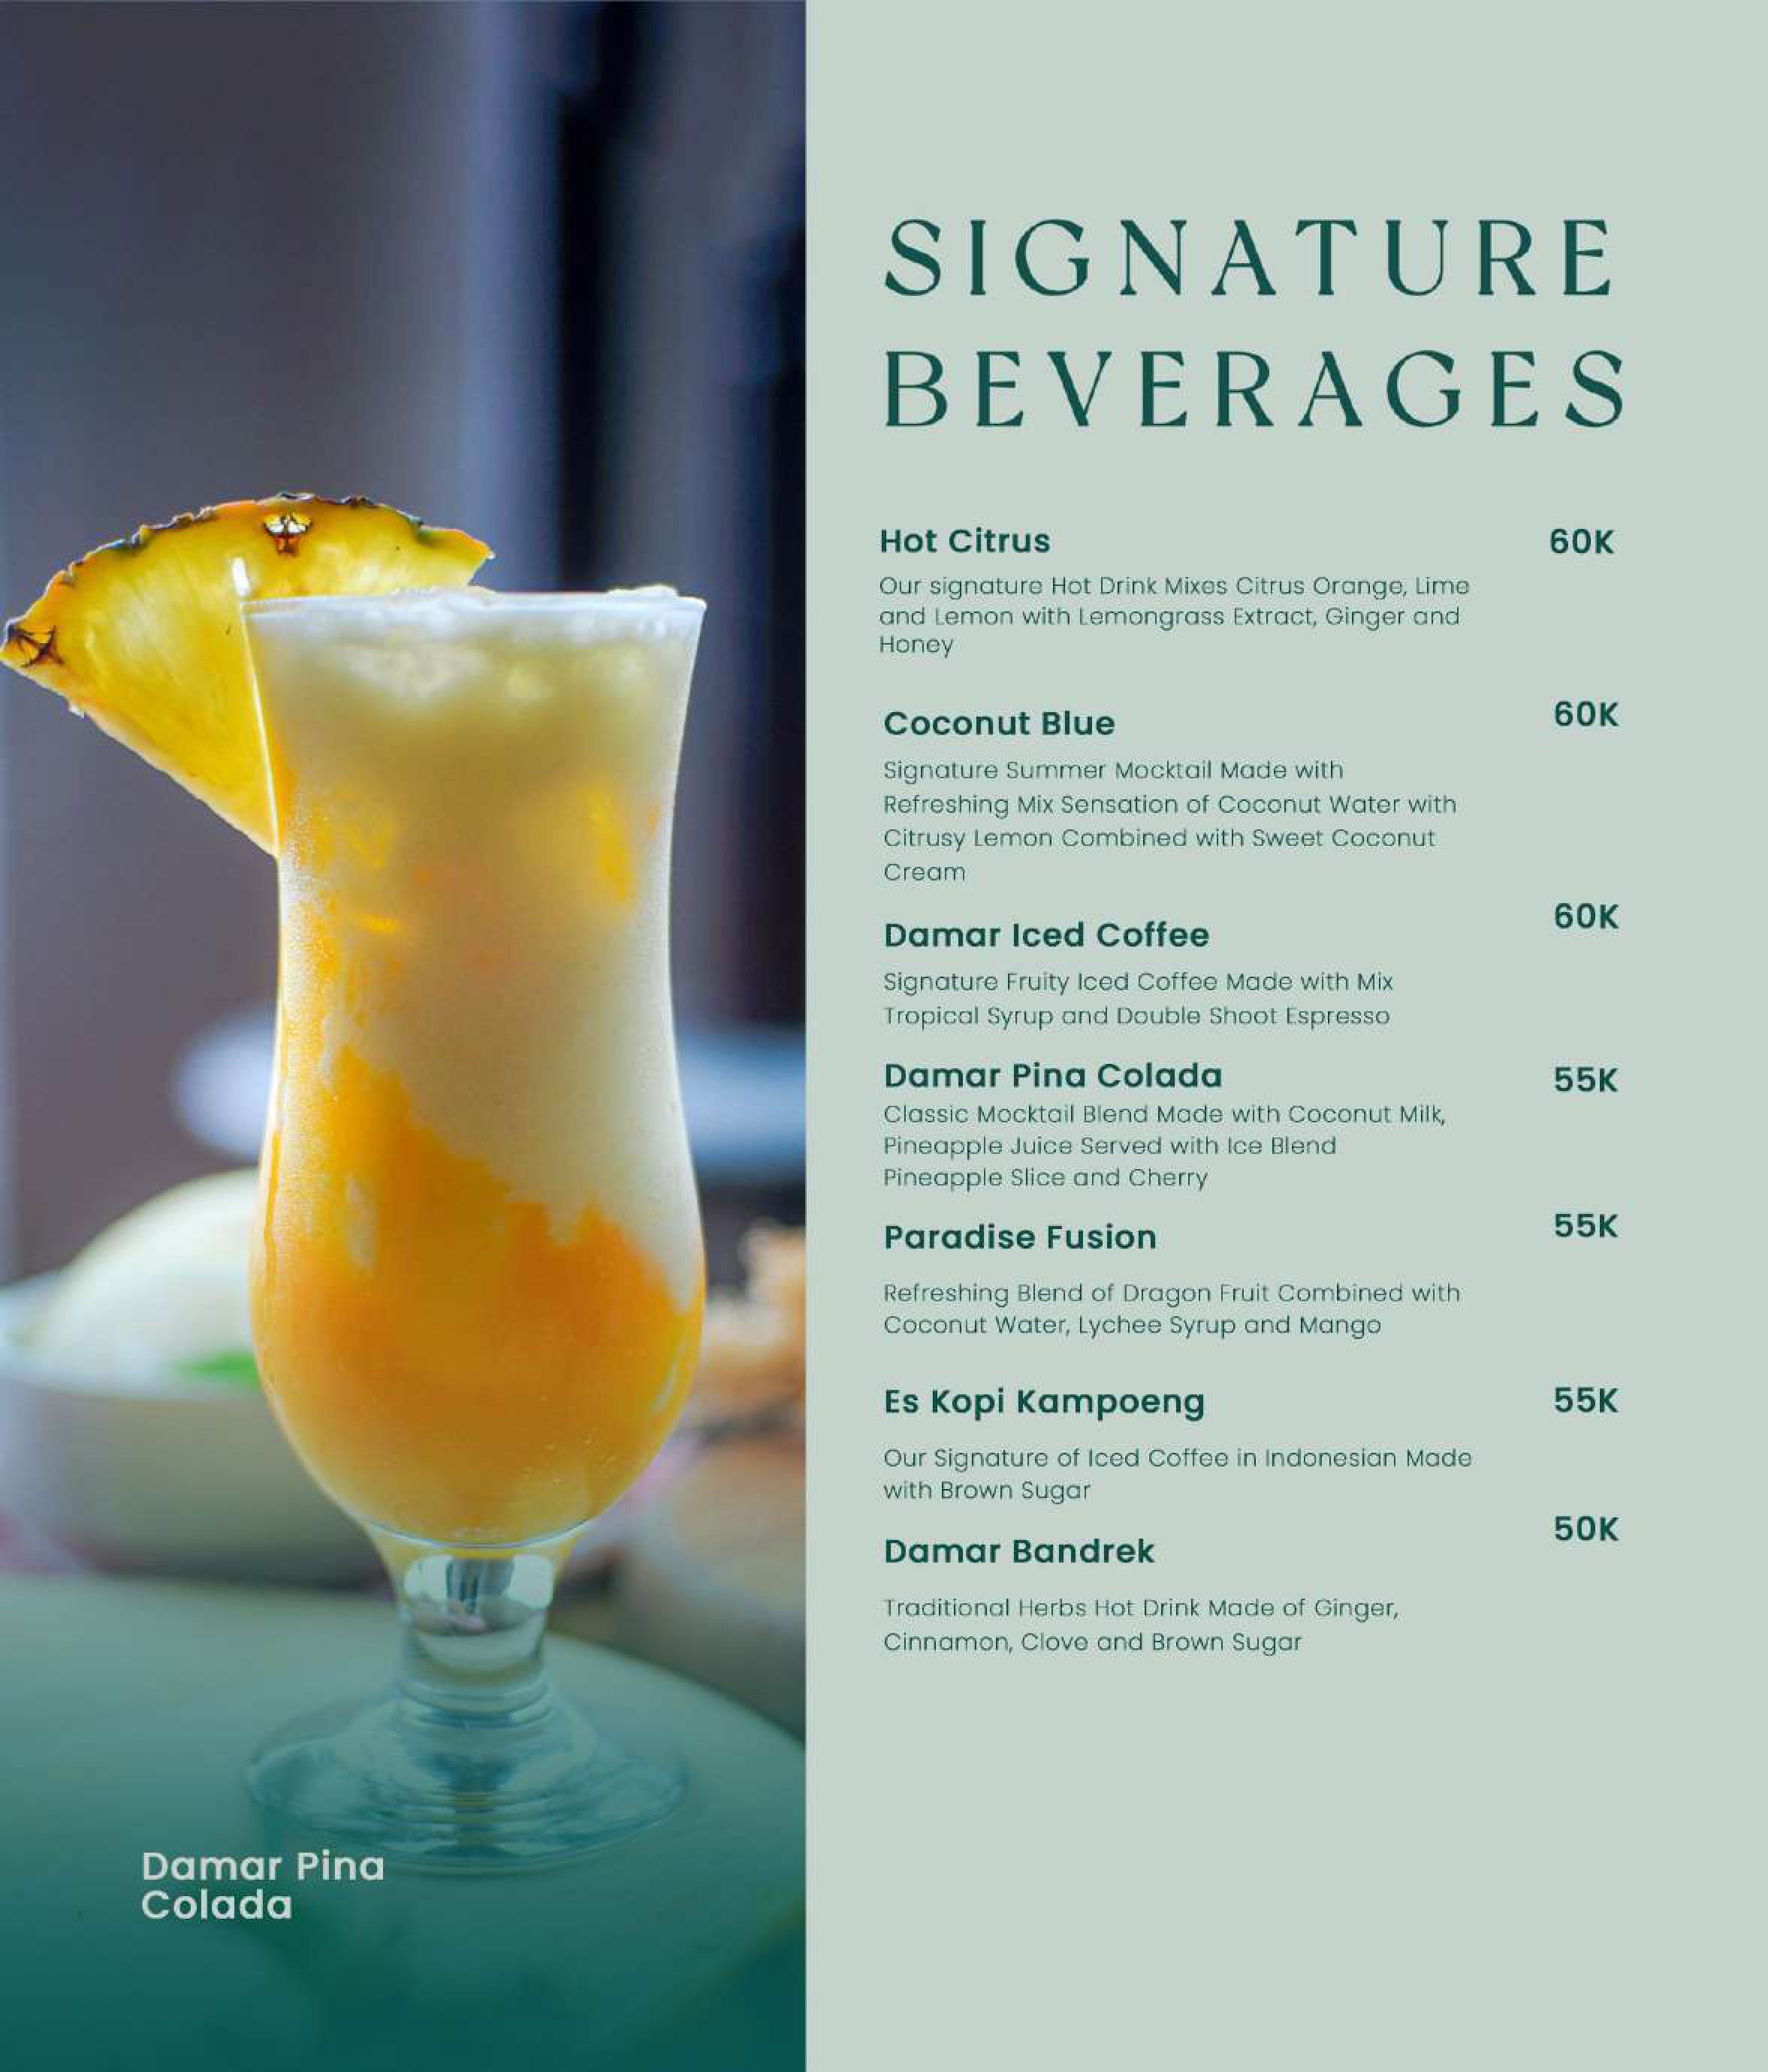 SIGNATURE
BEVERAGES
Hot Citrus 60K
Our signature Hot Drink Mixes Citrus Orange, Lime
and Lemon with Lemongrass Extract, Ginger and
Honey
Coconut Blue 60K
Signature Summer Mocktail Made with
Refreshing Mix Sensation of Coconut Water with
Citrusy Lemon Combined with Sweet Coconut
Cream
Damar Iced Coffee 60K
Signature Fruity Iced Coffee Made with Mix
Tropical Syrup and Double Shoot Espresso
Damar Pina Colada 55K
Classic Mocktail Blend Made with Coconut Milk,
Pineapple Juice Served with Ice Blend
Pineapple Slice and Cherry
Paradise Fusion 55K
Refreshing Blend of Dragon Fruit Combined with
Coconut Water, Lychee Syrup and Mango
Es Kopi Kampoeng 55K
Our Signature of Iced Coffee in Indonesian Made
with Brown Sugar
Damar Bandrek 50K
Traditional Herbs Hot Drink Made of Ginger,
Cinnamon, Clove and Brown Sugar
Damar Pina
Colada